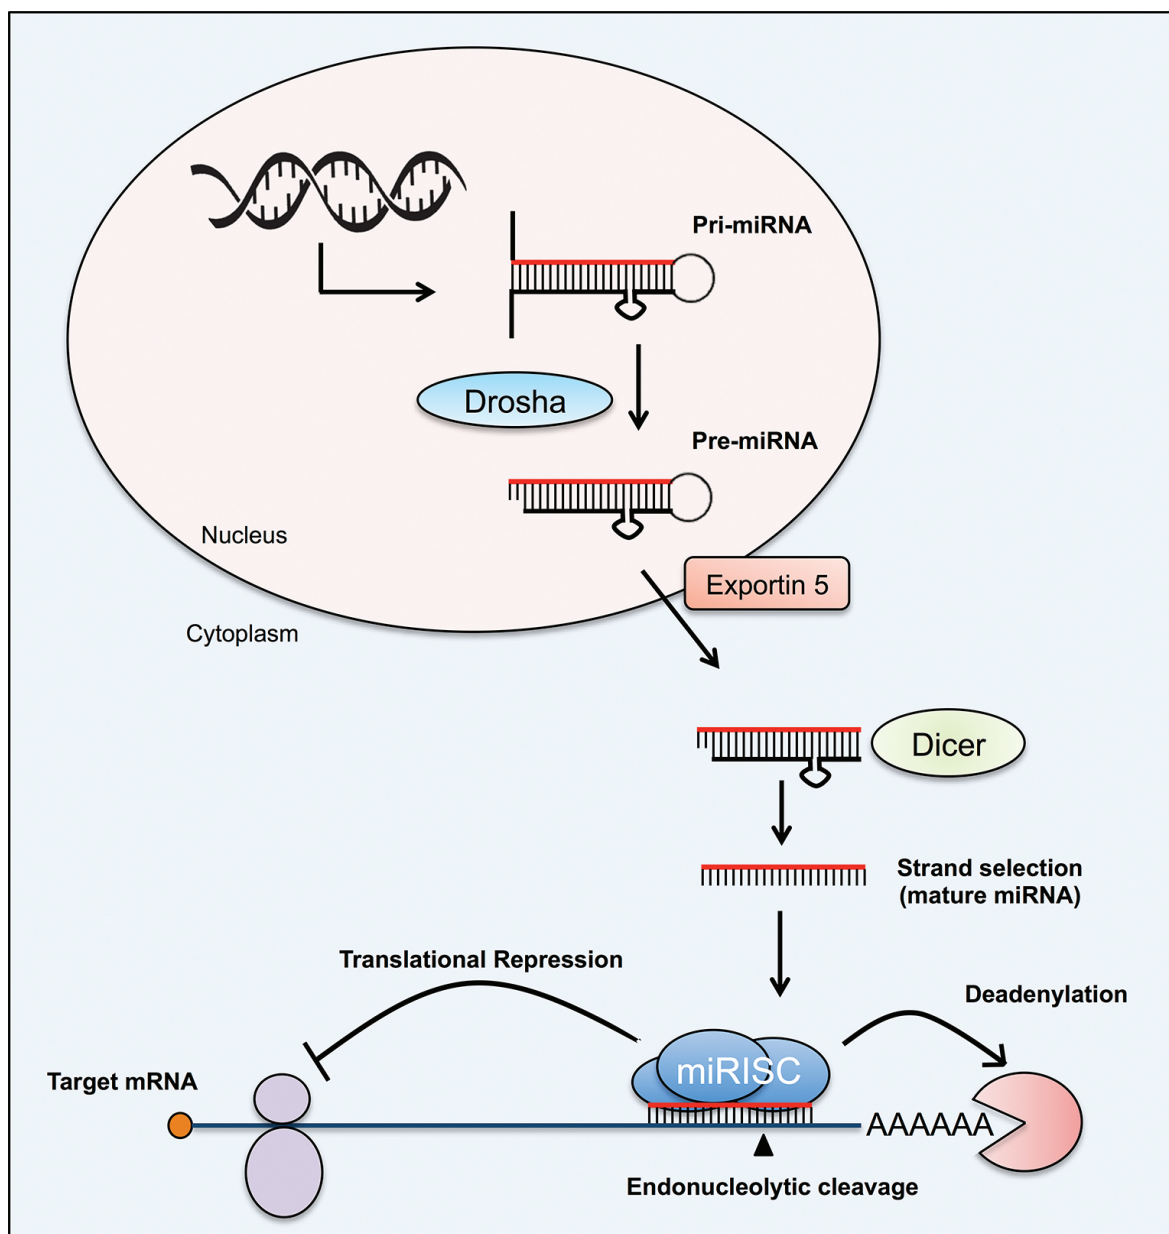 Pri-miRNA
Drosha
Pre-miRNA
Nucleus
Exportin 5
Cytoplasm
Dicer
Strand selection
(mature miRNA)
Translational Repression
Deadenylation
miRISC
Target mRNA
AAAAAA
Endonucleolytic cleavage